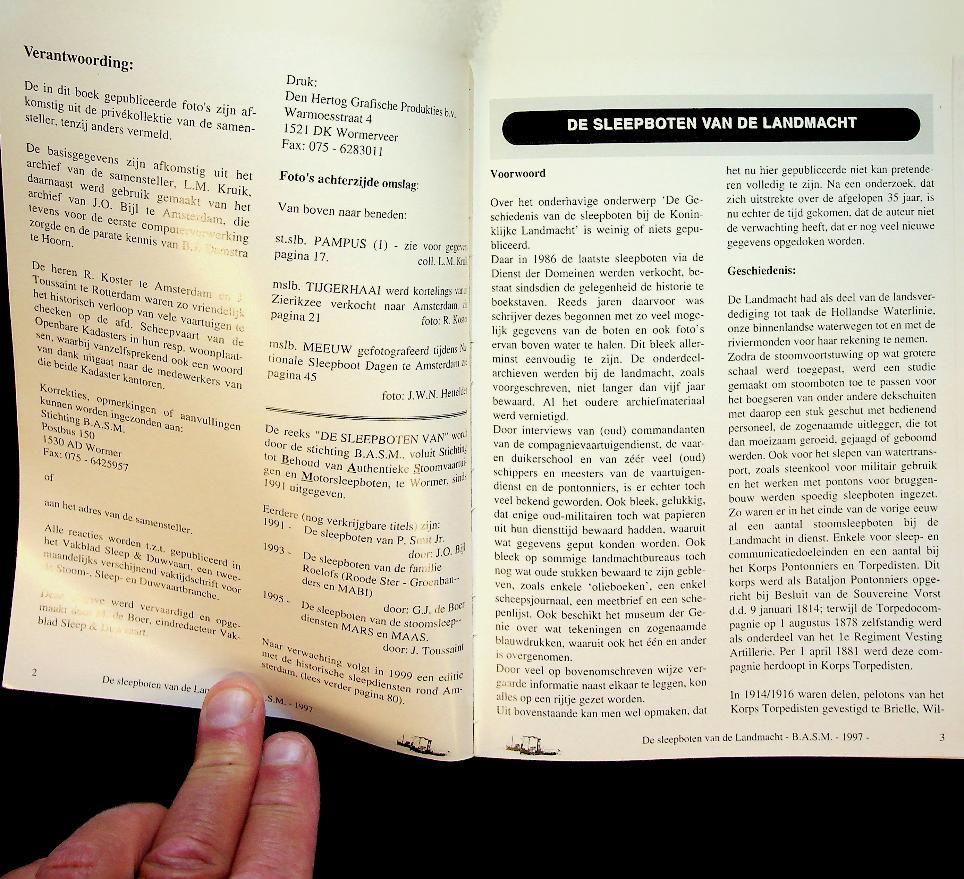 Verantwoording:
De in dit boek gepubliceerde foto's zijn af-
komstig uit de privékollektie van de samen-
steller, tenzij anders vermeld.
De basisgegevens zijn afkomstig uit het
archief van de samensteller, L.M. Kruik,
daarnaast werd gebruik gemaakt van het
archief van J.O. Bijl te Amsterdam, die
tevens voor de eerste computerverwerking
zorgde en de parate kennis van
te Hoorn.
De heren R. Koster te Amsterdam en J.
Toussaint te Rotterdam waren zo vriendelijk
het historisch verloop van vele vaartuigen te
checken op de afd. Scheepvaart van de
Openbare Kadasters in hun resp. woonplaat-
sen, waarbij vanzelfsprekend ook een woord
van dank uitgaat naar de medewerkers van
die beide Kadaster kantoren.
Korrekties, opmerkingen of aanvullingen
kunnen worden ingezonden aan:
Stichting B.A.S.M.
Postbus 150
1530 AD Wormer
Fax: 075 - 6425957
of
aan het adres van de samensteller.
Alle reacties worden t.z.t. gepubliceerd in
het Vakblad Sleep & Duwvaart, een twee-
maandelijks verschijnend vaktijdschrift voor
de Stoom-, Sleep- en Duwvaartbranche.
Deze uitgave werd vervaardigd en opge-
maakt door M. de Boer, eindredacteur Vak-
blad Sleep & Duwvaart.
2
De sleepboten van de Lan
.S.M. - 1997
Druk:
Den Hertog Grafische Produkties b.v.
Warmoesstraat 4
1521 DK Wormerveer
Fax: 075 - 6283011
Foto's achterzijde omslag:
Van boven naar beneden:
st.slb. PAMPUS (1) - zie voor gegeven
pagina 17.
coll. L.M. Kruik
mslb. TIJGERHAAI werd kortelings van
Zierikzee verkocht naar Amsterdam,
pagina 21
foto: R. Koster
mslb. MEEUW gefotografeerd tijdens Na
tionale Sleepboot Dagen te Amsterdam
pagina 45
foto: J.W.N.
De reeks "DE SLEEPBOTEN VAN" word
door de stichting B.A.S.M., voluit Stichting
tot Behoud van Authentieke Stoomvaartui
gen en Motorsleepboten, te Wormer, sinds
1991 uitgegeven.
Eerdere (nog verkrijgbare titels) zijn:
1991 - De sleepboten van P. Smit Jr.
door: J.O. Bijl
1993 - De sleepboten van de familie
Roelofs (Roode Ster - Groenban-
ders en MABI)
door: G.J. de Boer
1995 - De sleepboten van de stoomsleep-
diensten MARS en MAAS.
door: J. Toussaint
Naar verwachting volgt in 1999 een editie
met de historische sleepdiensten rond Am-
sterdam, (lees verder pagina 80).
DE SLEEPBOTEN VAN DE LANDMACHT
Voorwoord
Over het onderhavige onderwerp 'De Ge-
schiedenis van de sleepboten bij de Konin-
klijke Landmacht' is weinig of niets gepu-
bliceerd.
Daar in 1986 de laatste sleepboten via de
Dienst der Domeinen werden verkocht, be-
staat sindsdien de gelegenheid de historie te
boekstaven. Reeds jaren daarvoor was
schrijver dezes begonnen met zo veel moge-
lijk gegevens van de boten en ook foto's
ervan boven water te halen. Dit bleek aller-
minst eenvoudig te zijn. De onderdeel-
archieven werden bij de landmacht, zoals
voorgeschreven, niet langer dan vijf jaar
bewaard. Al het oudere archiefmateriaal
werd vernietigd.
Door interviews van (oud) commandanten
van de compagnievaartuigendienst, de vaar-
en duikerschool en van zéér veel (oud)
schippers en meesters van de vaartuigen-
dienst en de pontonniers, is er echter toch
veel bekend geworden. Ook bleek, gelukkig,
dat enige oud-militairen toch wat papieren
uit hun diensttijd bewaard hadden, waaruit
wat gegevens geput konden worden. Ook
bleek op sommige landmachtbureaus toch
nog wat oude stukken bewaard te zijn geble-
ven, zoals enkele 'olieboeken', een enkel
scheepsjournaal, een meetbrief en een sche-
penlijst. Ook beschikt het museum der Ge-
nie over wat tekeningen en zogenaamde
blauwdrukken, waaruit ook het één en ander
is overgenomen.
Door veel op bovenomschreven wijze ver-
gaarde informatie naast elkaar te leggen, kon
alles op een rijtje gezet worden.
Uit bovenstaande kan men wel opmaken, dat
het nu hier gepubliceerde niet kan pretende-
ren volledig te zijn. Na een onderzoek, dat
zich uitstrekte over de afgelopen 35 jaar, is
nu echter de tijd gekomen, dat de auteur niet
de verwachting heeft, dat er nog veel nieuwe
gegevens opgedoken worden.
Geschiedenis:
De Landmacht had als deel van de landsver-
dediging tot taak de Hollandse Waterlinie,
onze binnenlandse waterwegen tot en met de
riviermonden voor haar rekening te nemen.
Zodra de stoomvoortstuwing op wat grotere
schaal werd toegepast, werd een studie
gemaakt om stoomboten toe te passen voor
het boegseren van onder andere dekschuiten
met daarop een stuk geschut met bedienend
personeel, de zogenaamde uitlegger, die tot
dan moeizaam geroeid, gejaagd of geboomd
werden. Ook voor het slepen van watertrans-
port, zoals steenkool voor militair gebruik
en het werken met pontons voor bruggen-
bouw werden spoedig sleepboten ingezet.
Zo waren er in het einde van de vorige eeuw
al een aantal stoomsleepboten bij de
Landmacht in dienst. Enkele voor sleep- en
communicatiedoeleinden en een aantal bij
het Korps Pontonniers en Torpedisten. Dit
korps werd als Bataljon Pontonniers opge-
richt bij Besluit van de Souvereine Vorst
d.d. 9 januari 1814; terwijl de Torpedocom-
pagnie op 1 augustus 1878 zelfstandig werd
als onderdeel van het 1e Regiment Vesting
Artillerie. Per 1 april 1881 werd deze com-
pagnie herdoopt in Korps Torpedisten.
In 1914/1916 waren delen, pelotons van het
Korps Torpedisten gevestigd te Brielle, Wil-
De sleepboten van de Landmacht - B.A.S.M. - 1997 -
3